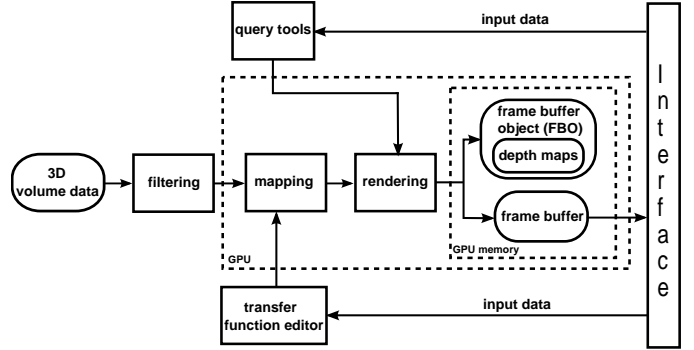 query tools
input data
Interface
frame buffer
object (FBO)
depth maps
3D
volume data
filtering
mapping
rendering
frame buffer
GPU
GPU memory
transfer
function editor
input data